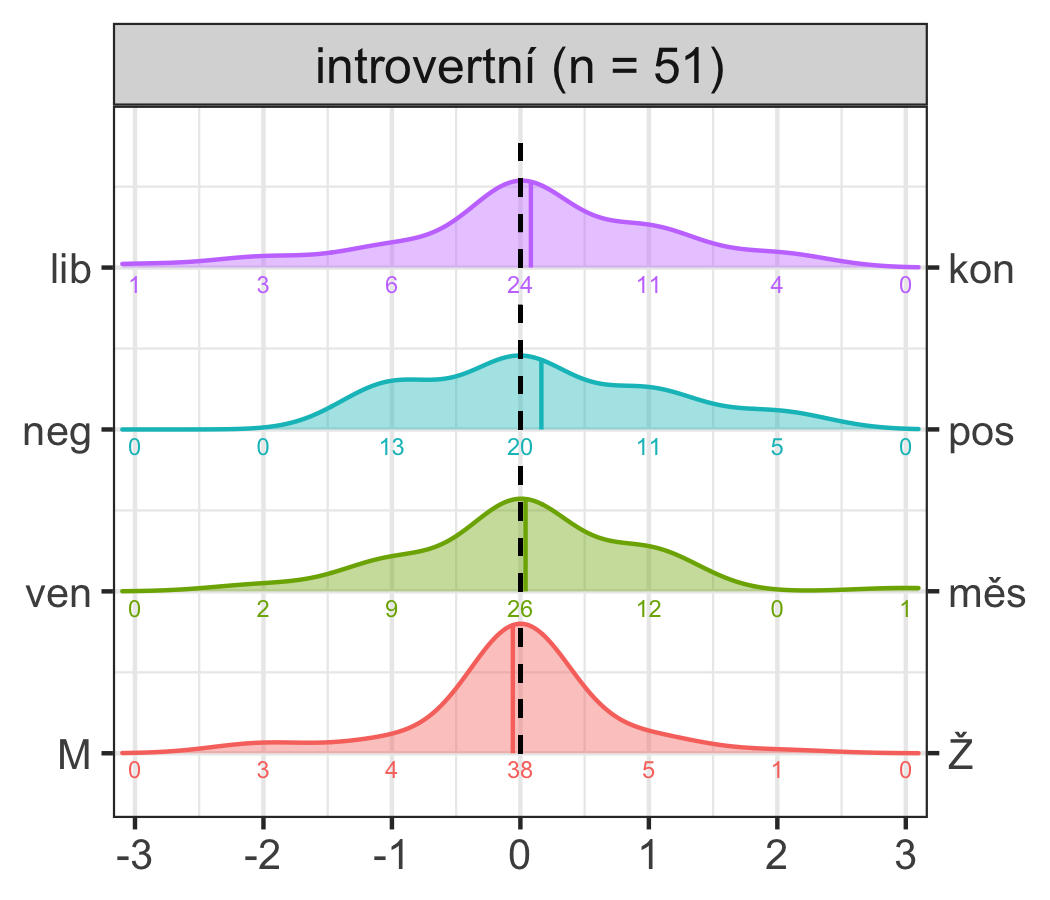 introvertní (n = 51)
lib kon
1 3 6 24 11 4 0
neg pos
0 0 13 20 11 5 0
ven měs
0 2 9 26 12 0 1
M Ž
0 3 4 38 5 1 0
-3 -2 -1 0 1 2 3